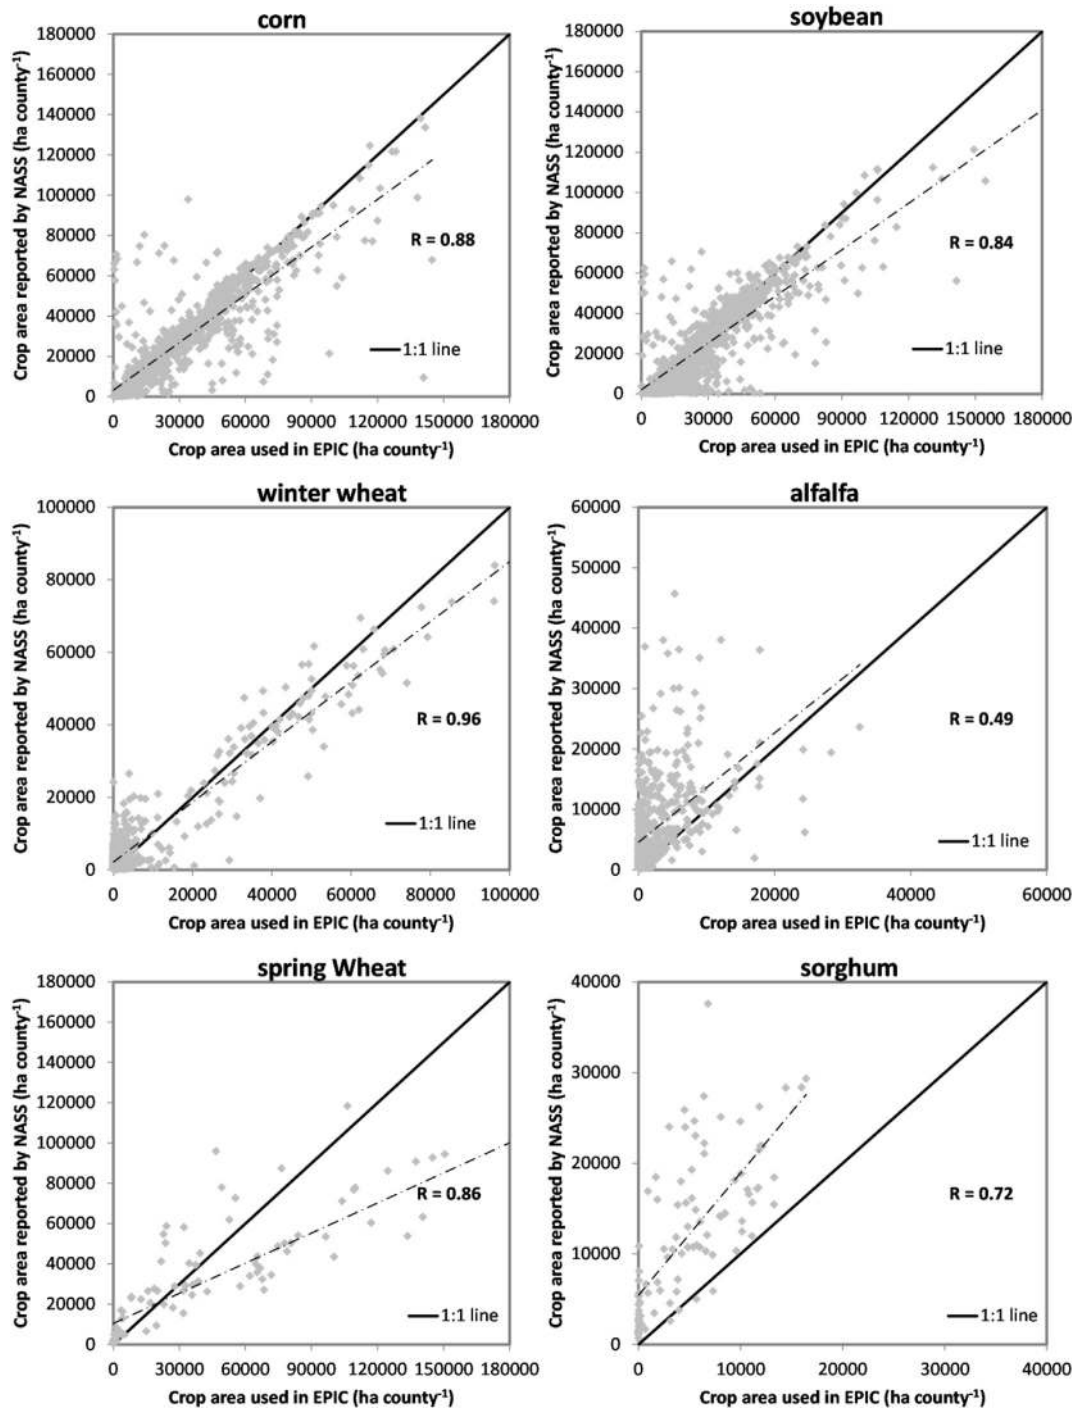 corn
Crop area reported by NASS (ha county⁻¹)
180000
160000
140000
120000
100000
80000
60000
40000
20000
0
R = 0.88
1:1 line
0 30000 60000 90000 120000 150000 180000
Crop area used in EPIC (ha county⁻¹)
soybean
Crop area reported by NASS (ha county⁻¹)
180000
160000
140000
120000
100000
80000
60000
40000
20000
0
R = 0.84
1:1 line
0 30000 60000 90000 120000 150000 180000
Crop area used in EPIC (ha county⁻¹)
winter wheat
Crop area reported by NASS (ha county⁻¹)
100000
80000
60000
40000
20000
0
R = 0.96
1:1 line
0 20000 40000 60000 80000 100000
Crop area used in EPIC (ha county⁻¹)
alfalfa
Crop area reported by NASS (ha county⁻¹)
60000
50000
40000
30000
20000
10000
0
R = 0.49
1:1 line
0 20000 40000 60000
Crop area used in EPIC (ha county⁻¹)
spring Wheat
Crop area reported by NASS (ha county⁻¹)
180000
160000
140000
120000
100000
80000
60000
40000
20000
0
R = 0.86
1:1 line
0 30000 60000 90000 120000 150000 180000
Crop area used in EPIC (ha county⁻¹)
sorghum
Crop area reported by NASS (ha county⁻¹)
40000
30000
20000
10000
0
R = 0.72
1:1 line
0 10000 20000 30000 40000
Crop area used in EPIC (ha county⁻¹)